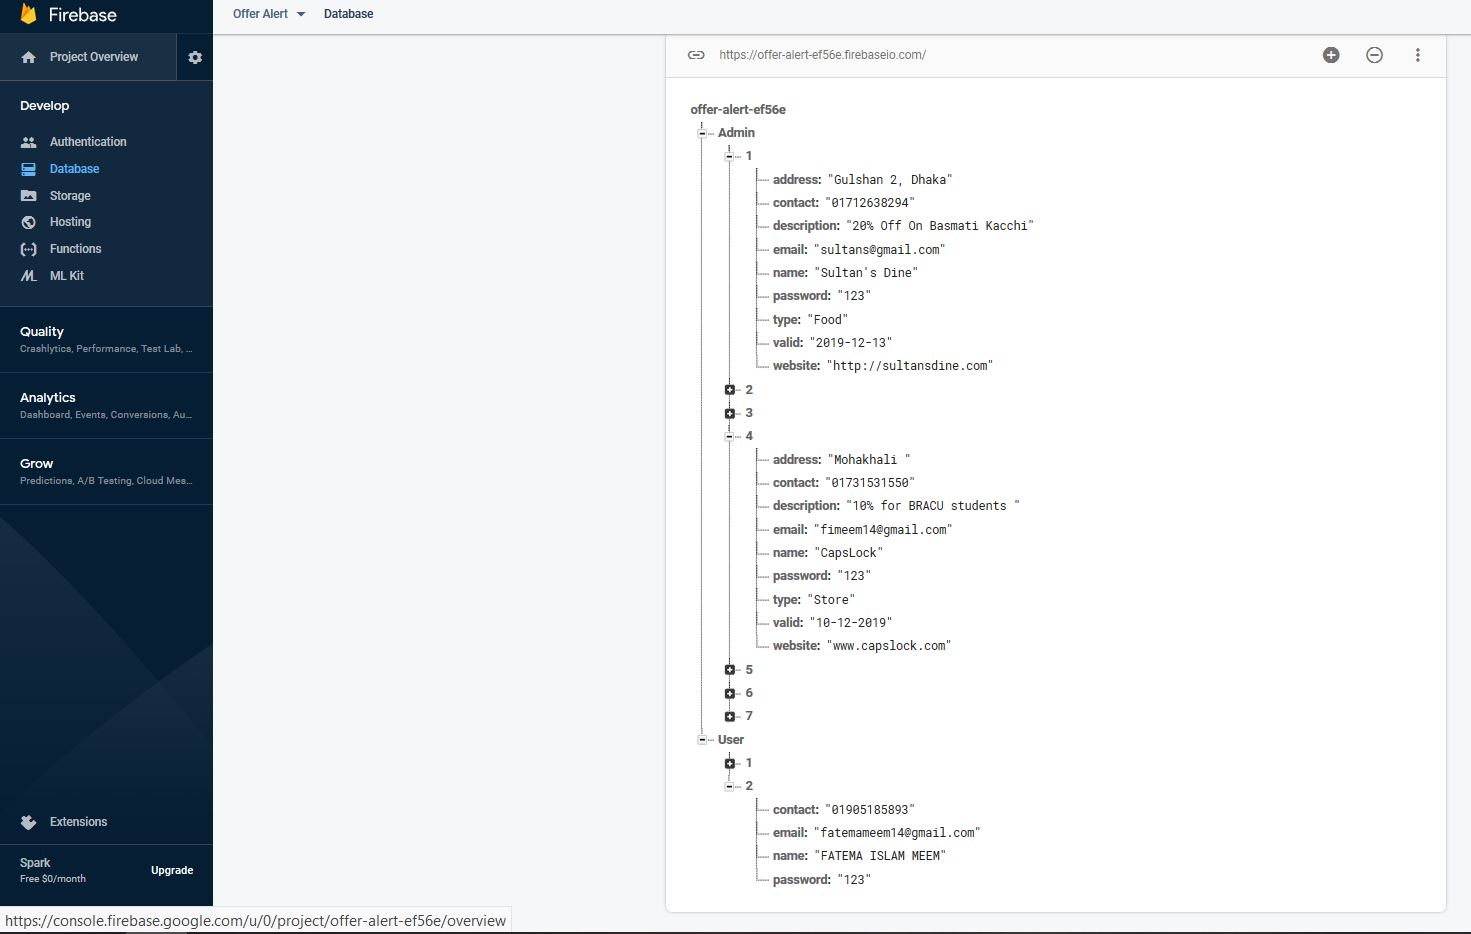 Firebase
Project Overview
Develop
Authentication
Database
Storage
Hosting
Functions
ML Kit
Quality
Crashlytics, Performance, Test Lab, ...
Analytics
Dashboard, Events, Conversions, Au...
Grow
Predictions, A/B Testing, Cloud Mes...
Extensions
Spark
Free $0/month
Upgrade
https://console.firebase.google.com/u/0/project/offer-alert-ef56e/overview
Offer Alert Database
https://offer-alert-ef56e.firebaseio.com/
offer-alert-ef56e
Admin
1
address: "Gulshan 2, Dhaka"
contact: "01712638294"
description: "20% Off On Basmati Kacchi"
email: "sultans@gmail.com"
name: "Sultan's Dine"
password: "123"
type: "Food"
valid: "2019-12-13"
website: "http://sultansdine.com"
2
3
4
address: "Mohakhali "
contact: "01731531550"
description: "10% for BRACU students "
email: "fimeem14@gmail.com"
name: "CapsLock"
password: "123"
type: "Store"
valid: "10-12-2019"
website: "www.capslock.com"
5
6
7
User
1
2
contact: "01905185893"
email: "fatemameem14@gmail.com"
name: "FATEMA ISLAM MEEM"
password: "123"